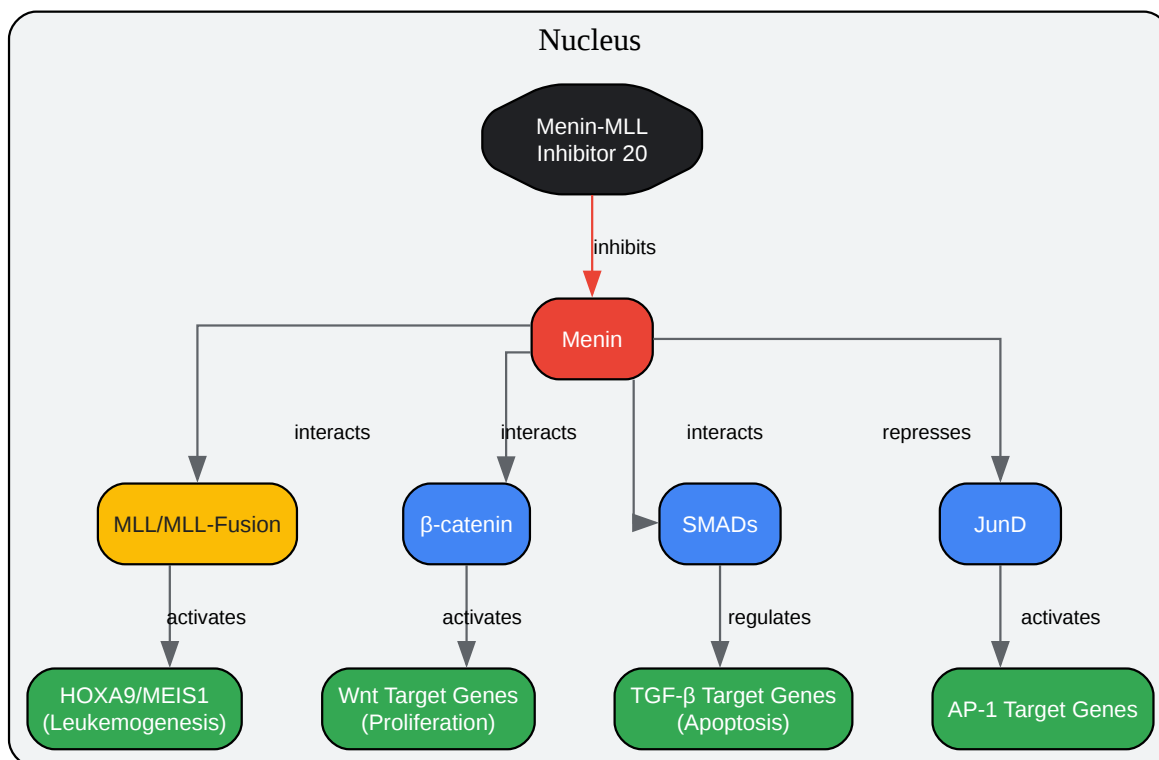 Nucleus
Menin-MLL
Inhibitor 20
inhibits
Menin
interacts
interacts
interacts
represses
MLL/MLL-Fusion
β-catenin
SMADs
JunD
activates
activates
regulates
activates
HOXA9/MEIS1
(Leukemogenesis)
Wnt Target Genes
(Proliferation)
TGF-β Target Genes
(Apoptosis)
AP-1 Target Genes